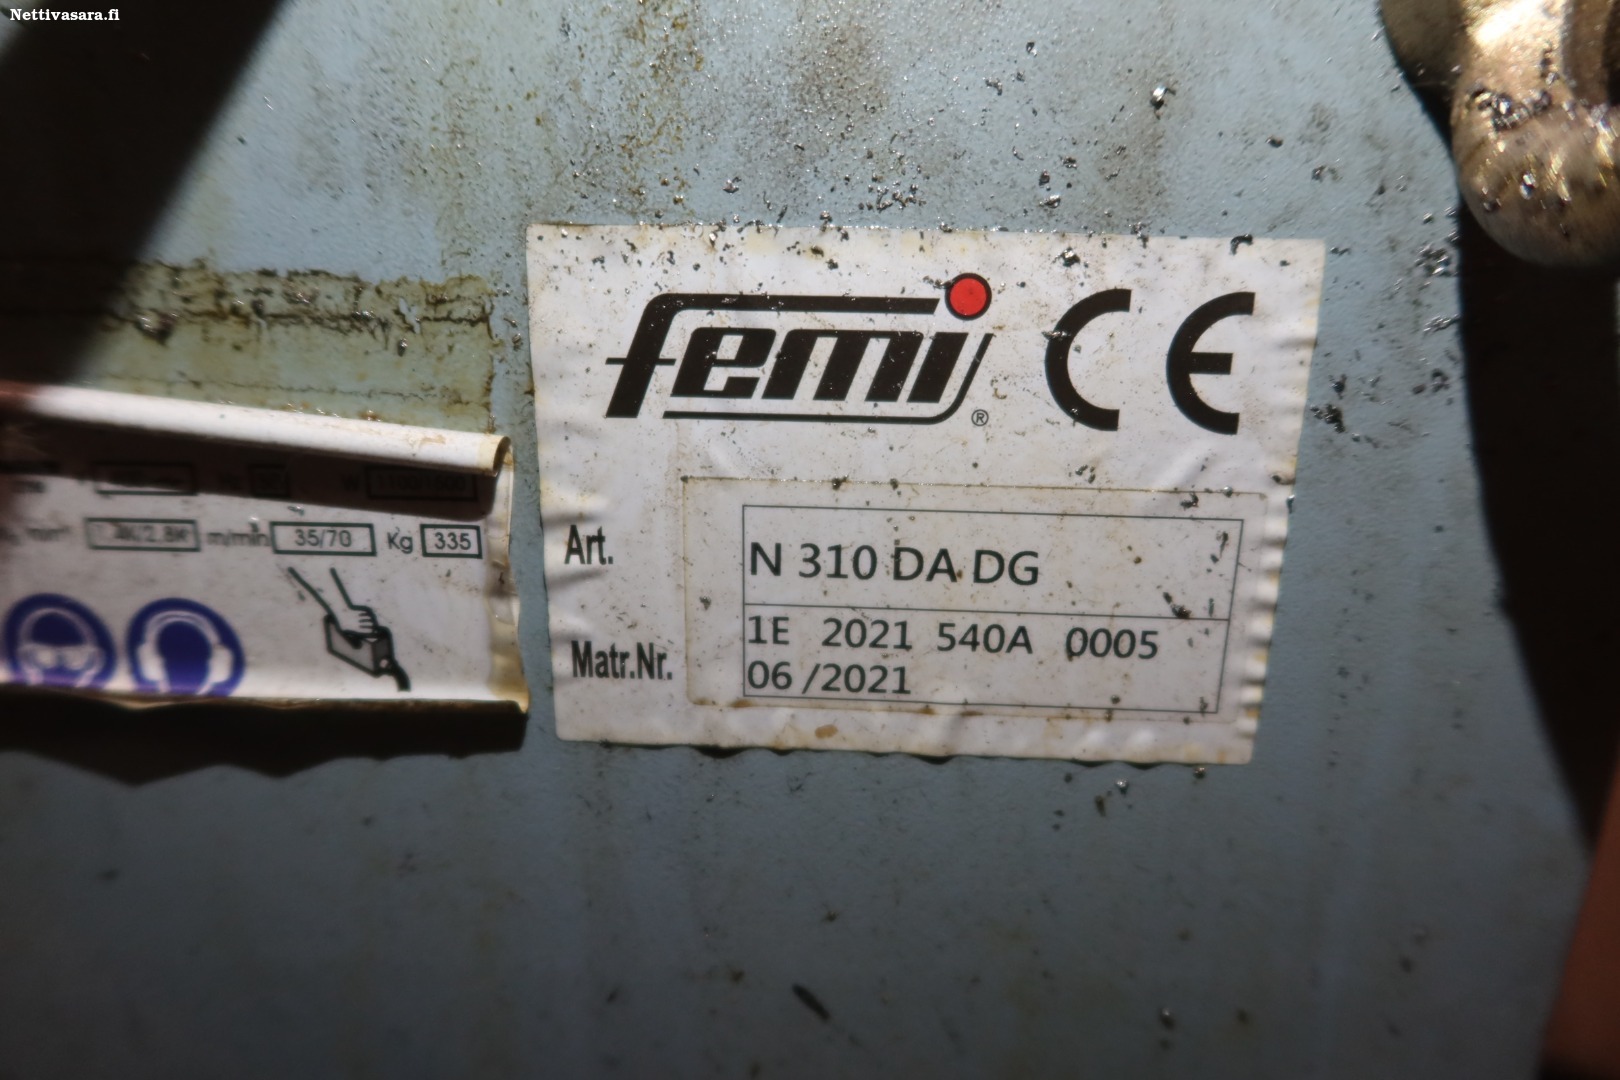 Nettivasara.fi
femi® CE
Art. N 310 DA DG
Matr.Nr. 1E 2021 540A 0005
06 /2021
W
m/min 35/70 Kg 335